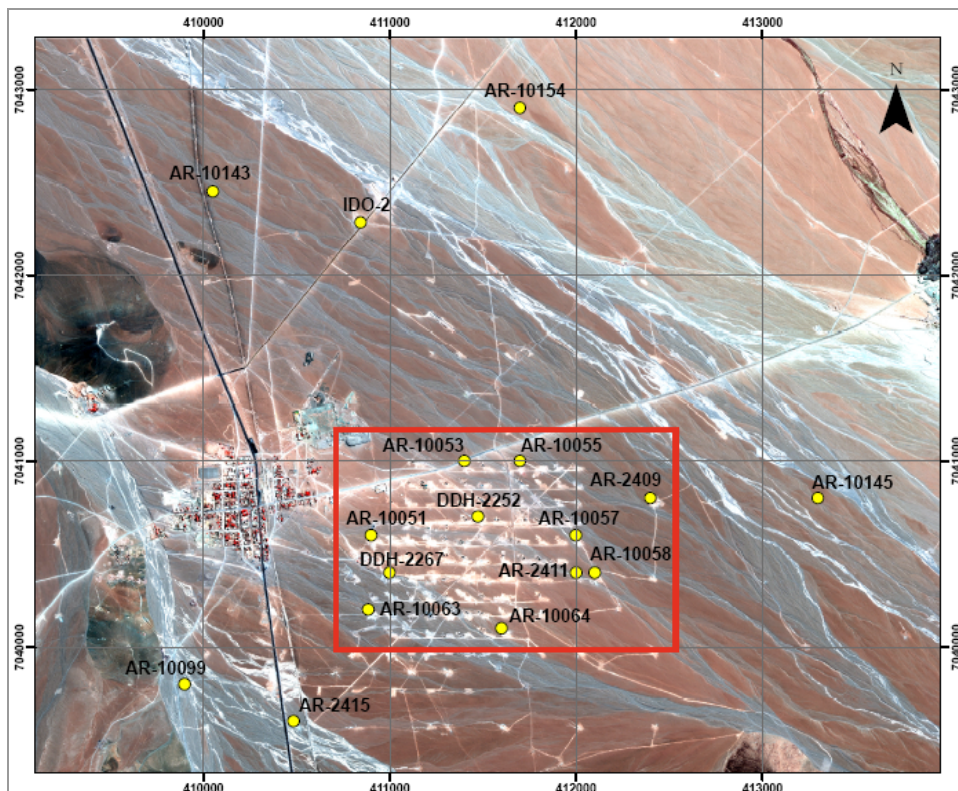 410000 411000 412000 413000
N
7043000 7043000
AR-10154
AR-10143
IDO-2
7042000 7042000
AR-10053 AR-10055
7041000 7041000
AR-2409 AR-10145
DDH-2252
AR-10051 AR-10057
DDH-2267 AR-2411 AR-10058
AR-10063 AR-10064
7040000 7040000
AR-10099
AR-2415
410000 411000 412000 413000